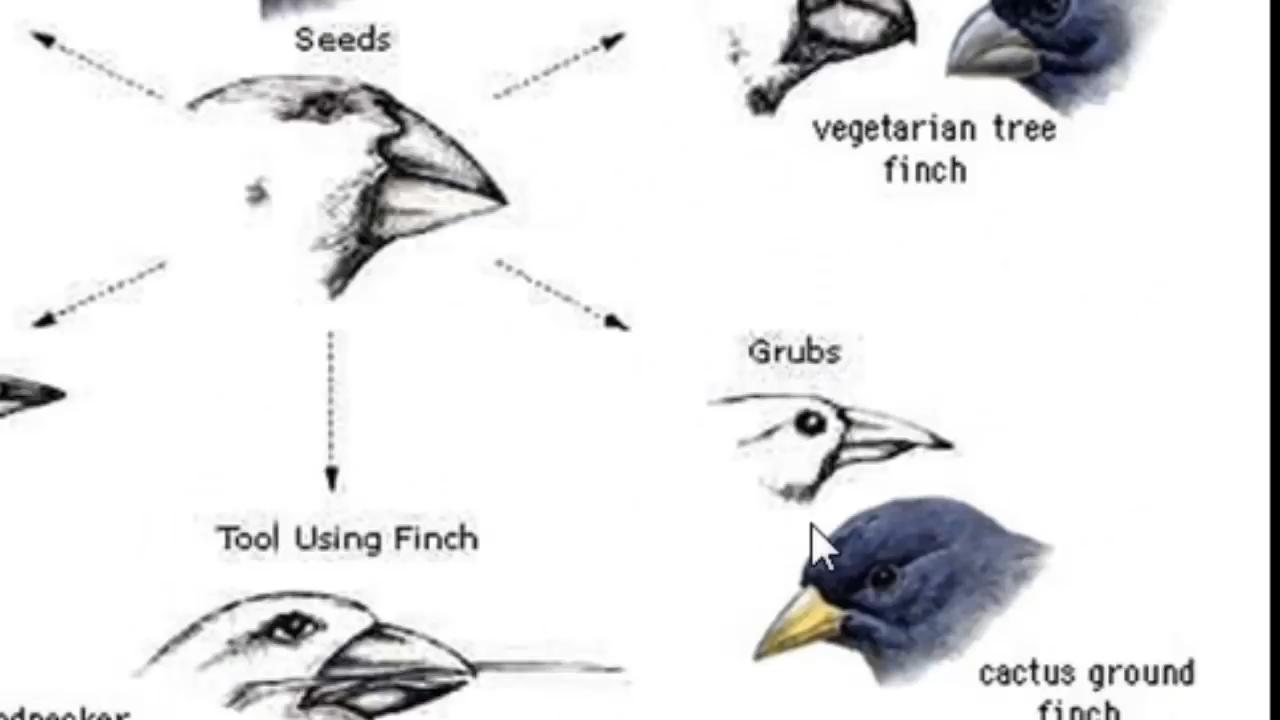 Seeds
vegetarian tree
finch
Grubs
Tool Using Finch
cactus ground
finch